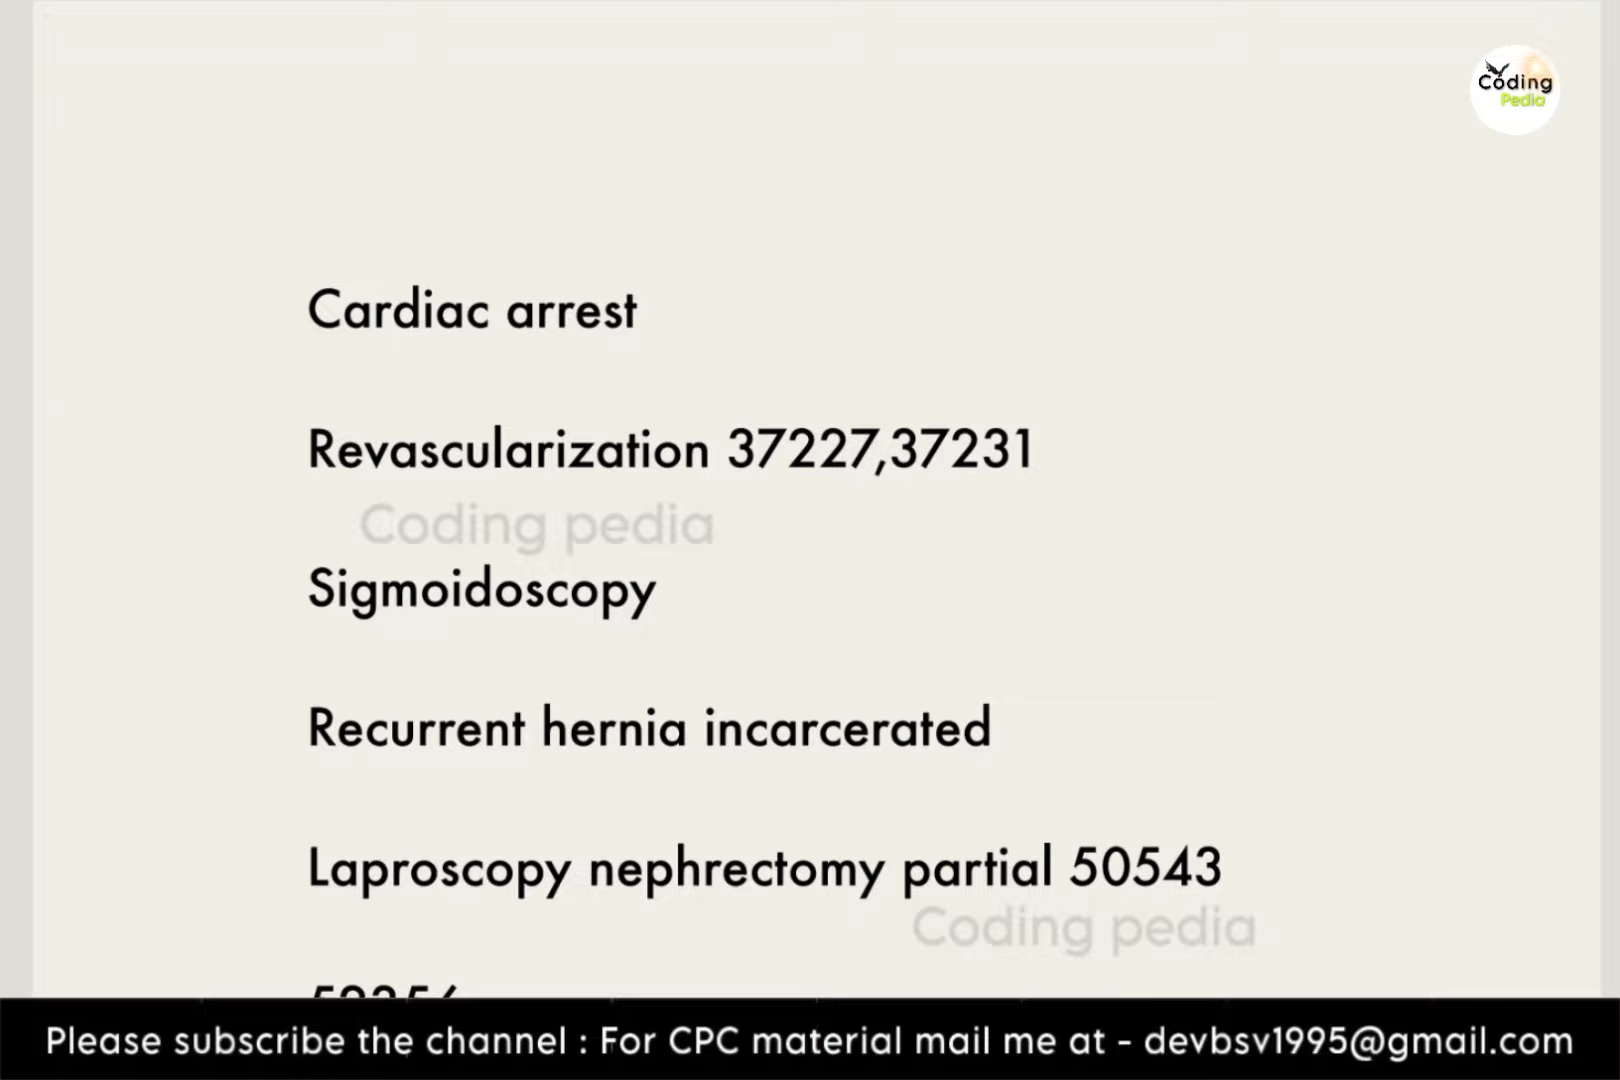 Coding
Pedia
Cardiac arrest
Revascularization 37227,37231
Coding pedia
Sigmoidoscopy
Recurrent hernia incarcerated
Laproscopy nephrectomy partial 50543
Coding pedia
Please subscribe the channel : For CPC material mail me at - devbsv1995@gmail.com